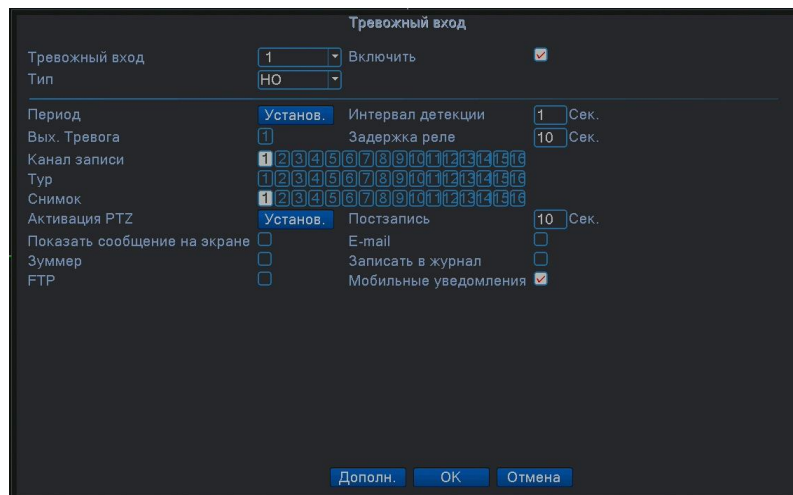 Тревожный вход
Тревожный вход 1 Включить
Тип НО
Период Установ. Интервал детекции 1 Сек.
Вых. Тревога 1 Задержка реле 10 Сек.
Канал записи 1 2 3 4 5 6 7 8 9 10 11 12 13 14 15 16
Тур 1 2 3 4 5 6 7 8 9 10 11 12 13 14 15 16
Снимок 1 2 3 4 5 6 7 8 9 10 11 12 13 14 15 16
Активация PTZ Установ. Постзапись 10 Сек.
Показать сообщение на экране E-mail
Зуммер Записать в журнал
FTP Мобильные уведомления
Дополн. OK Отмена